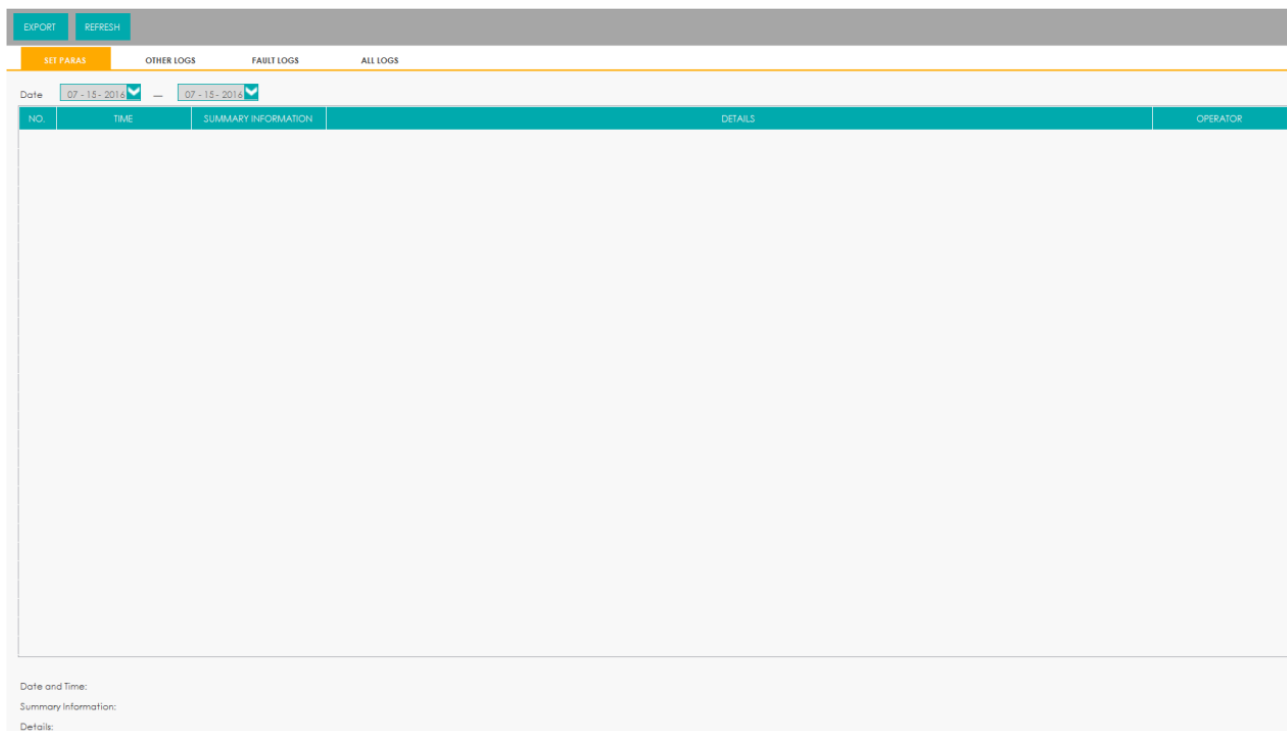 EXPORT REFRESH
SET PARAS OTHER LOGS FAULT LOGS ALL LOGS
Date 07 - 15 - 2016 — 07 - 15 - 2016
NO. TIME SUMMARY INFORMATION DETAILS OPERATOR
Date and Time:
Summary Information:
Details: